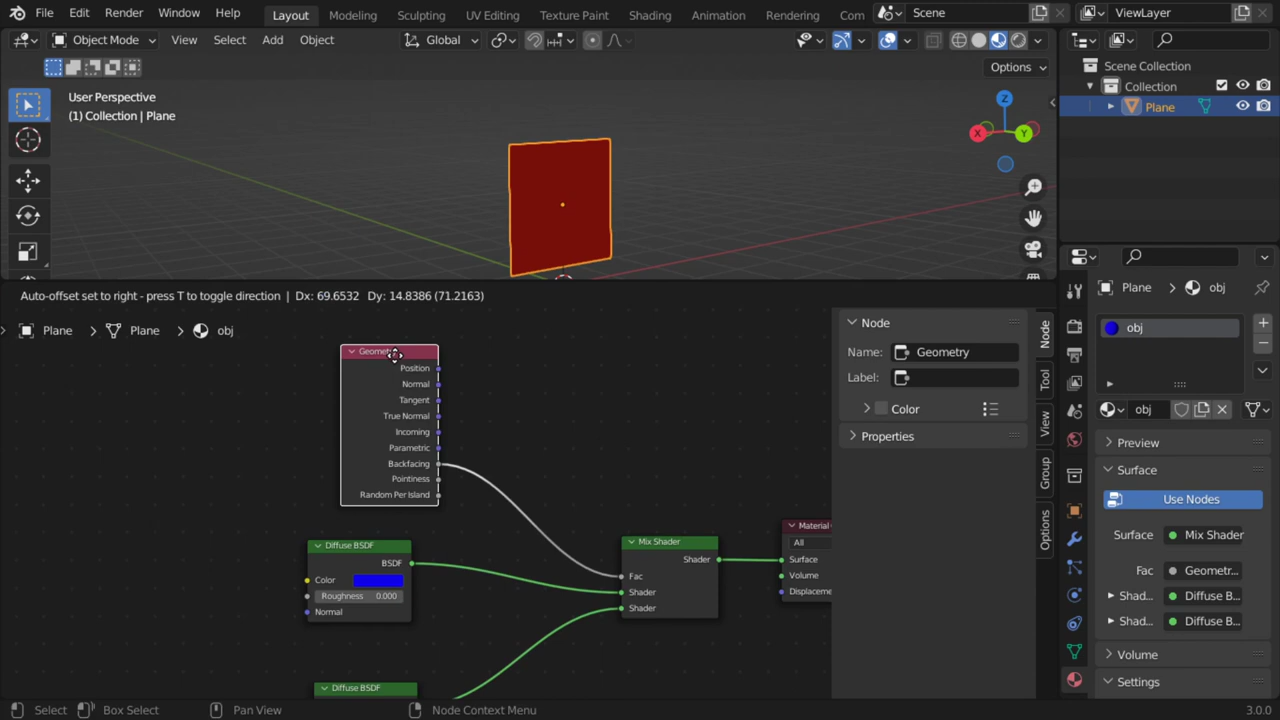 File Edit Render Window Help Layout Modeling Sculpting UV Editing Texture Paint Shading Animation Rendering Com Scene ViewLayer
Object Mode View Select Add Object Global
Options
User Perspective
(1) Collection | Plane
Z
X
Y
Scene Collection
Collection
Plane
Auto-offset set to right - press T to toggle direction | Dx: 69.6532 Dy: 14.8386 (71.2163)
Plane Plane obj
Geometry
Position
Normal
Tangent
True Normal
Incoming
Parametric
Backfacing
Pointiness
Random Per Island
Diffuse BSDF
BSDF
Color
Roughness 0.000
Normal
Diffuse BSDF
Mix Shader
Shader
Fac
Shader
Shader
Material
All
Surface
Volume
Displaceme
Node
Name: Geometry
Label:
Color
Properties
Node
Tool
View
Group
Options
Plane obj
obj
obj
Preview
Surface
Use Nodes
Surface Mix Shader
Fac Geometr...
Shad... Diffuse B...
Shad... Diffuse B...
Volume
Settings
Select Box Select Pan View Node Context Menu 3.0.0